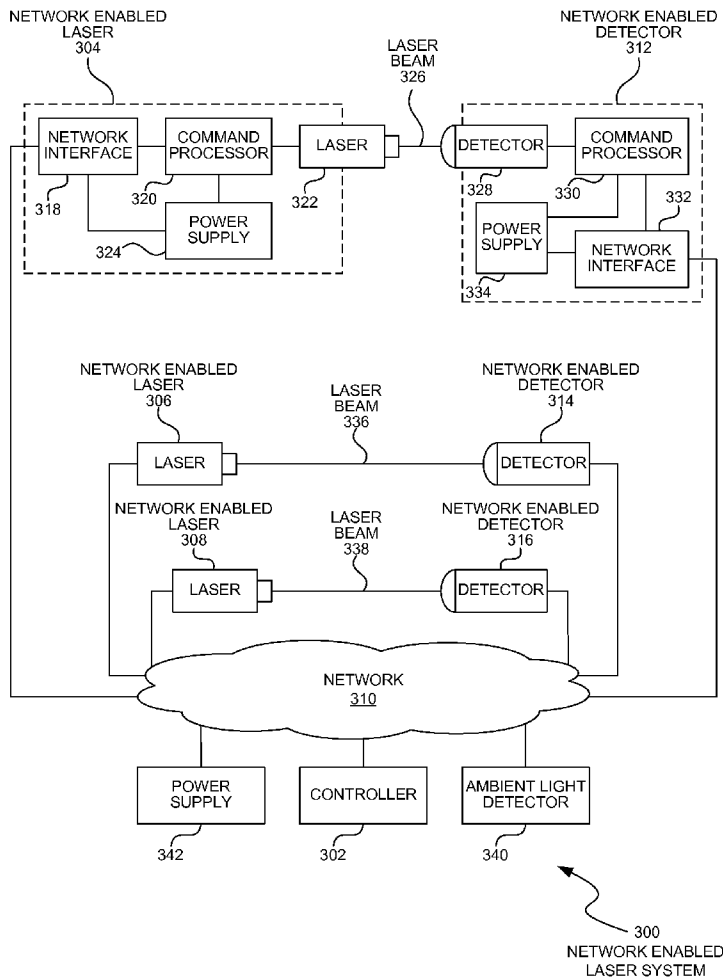 NETWORK ENABLED
LASER
304
LASER
BEAM
326
NETWORK ENABLED
DETECTOR
312
NETWORK
INTERFACE
318
COMMAND
PROCESSOR
320
LASER
322
POWER
SUPPLY
324
DETECTOR
328
COMMAND
PROCESSOR
330
332
POWER
SUPPLY
334
NETWORK
INTERFACE
NETWORK ENABLED
LASER
306
LASER
BEAM
336
NETWORK ENABLED
DETECTOR
314
LASER
DETECTOR
NETWORK ENABLED
LASER
308
LASER
BEAM
338
NETWORK ENABLED
DETECTOR
316
LASER
DETECTOR
NETWORK
310
POWER
SUPPLY
342
CONTROLLER
302
AMBIENT LIGHT
DETECTOR
340
300
NETWORK ENABLED
LASER SYSTEM